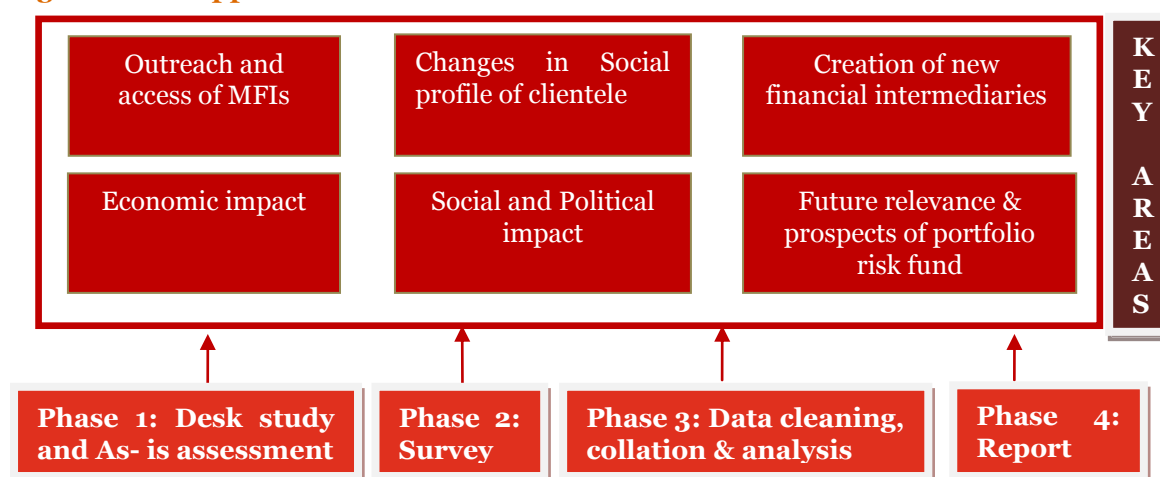 Outreach and
access of MFIs
Changes in Social
profile of clientele
Creation of new
financial intermediaries
Economic impact
Social and Political
impact
Future relevance &
prospects of portfolio
risk fund
K
E
Y
A
R
E
A
S
Phase 1: Desk study
and As- is assessment
Phase 2:
Survey
Phase 3: Data cleaning,
collation & analysis
Phase 4:
Report